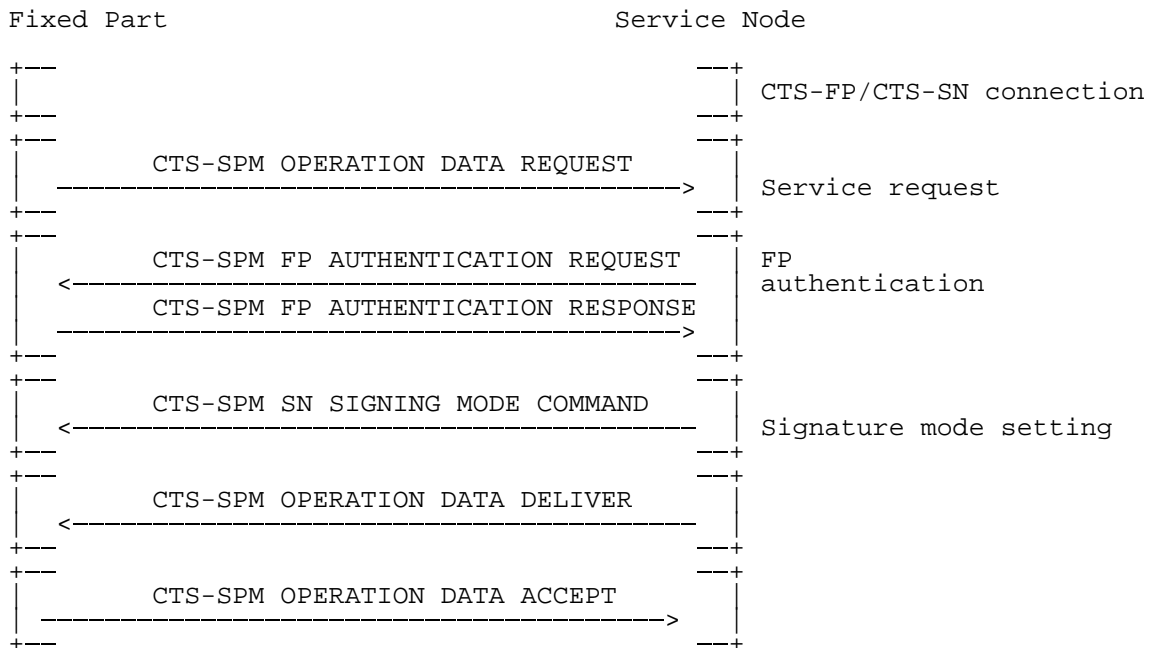 Fixed Part Service Node
CTS-FP/CTS-SN connection
CTS-SPM OPERATION DATA REQUEST
Service request
CTS-SPM FP AUTHENTICATION REQUEST FP
authentication
CTS-SPM FP AUTHENTICATION RESPONSE
CTS-SPM SN SIGNING MODE COMMAND
Signature mode setting
CTS-SPM OPERATION DATA DELIVER
CTS-SPM OPERATION DATA ACCEPT